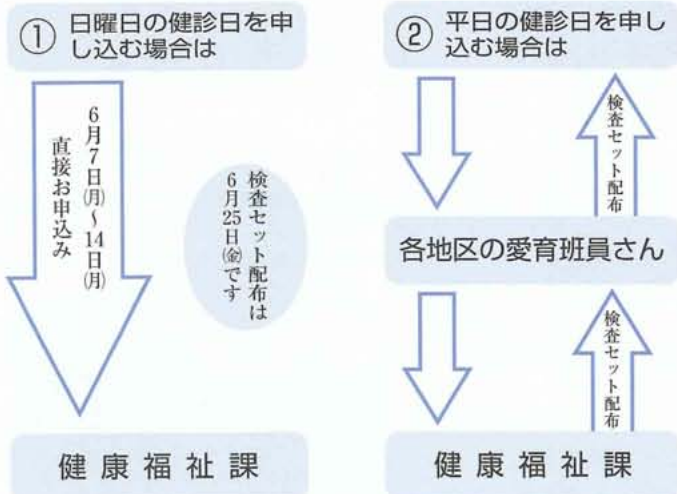 ① 日曜日の健診日を申
し込む場合は
6月7日㈪～14日㈪
直接お申込み
検査セット配布は
6月25日㈮です
健康福祉課
② 平日の健診日を申し
込む場合は
検査セット配布
各地区の愛育班員さん
検査セット配布
健康福祉課